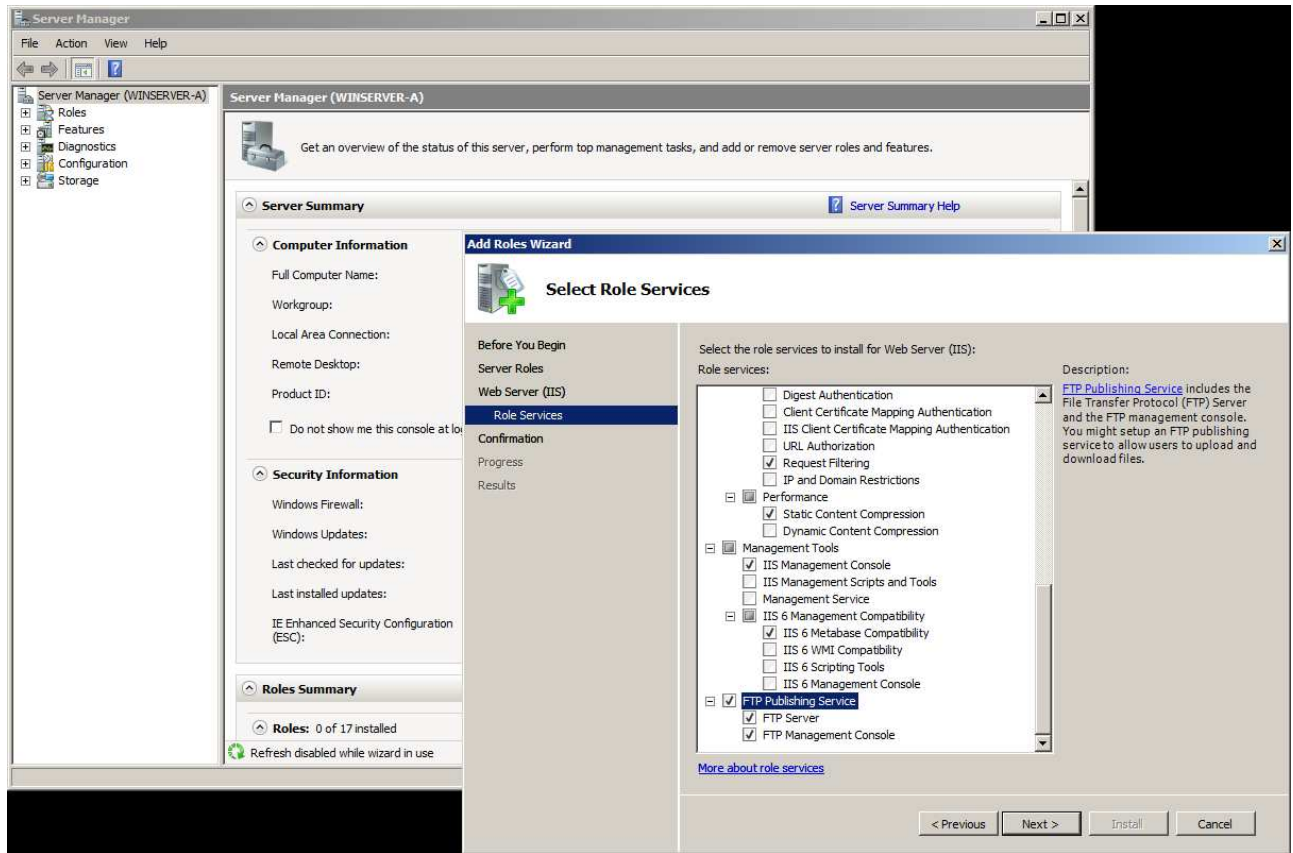 Server Manager
File Action View Help
Server Manager (WINSERVER-A)
Roles
Features
Diagnostics
Configuration
Storage
Server Manager (WINSERVER-A)
Get an overview of the status of this server, perform top management tasks, and add or remove server roles and features.
Server Summary
Server Summary Help
Computer Information
Full Computer Name:
Workgroup:
Local Area Connection:
Remote Desktop:
Product ID:
Do not show me this console at
Security Information
Windows Firewall:
Windows Updates:
Last checked for updates:
Last installed updates:
IE Enhanced Security Configuration
(ESC):
Roles Summary
Roles: 0 of 17 installed
Refresh disabled while wizard in use
Add Roles Wizard
Select Role Services
Before You Begin
Server Roles
Web Server (IIS)
Role Services
Confirmation
Progress
Results
Select the role services to install for Web Server (IIS):
Role services:
Digest Authentication
Client Certificate Mapping Authentication
IIS Client Certificate Mapping Authentication
URL Authorization
Request Filtering
IP and Domain Restrictions
Performance
Static Content Compression
Dynamic Content Compression
Management Tools
IIS Management Console
IIS Management Scripts and Tools
Management Service
IIS 6 Management Compatibility
IIS 6 Metabase Compatibility
IIS 6 WMI Compatibility
IIS 6 Scripting Tools
IIS 6 Management Console
FTP Publishing Service
FTP Server
FTP Management Console
More about role services
Description:
FTP Publishing Service includes the
File Transfer Protocol (FTP) Server
and the FTP management console.
You might setup an FTP publishing
service to allow users to upload and
download files.
< Previous
Next >
Install
Cancel